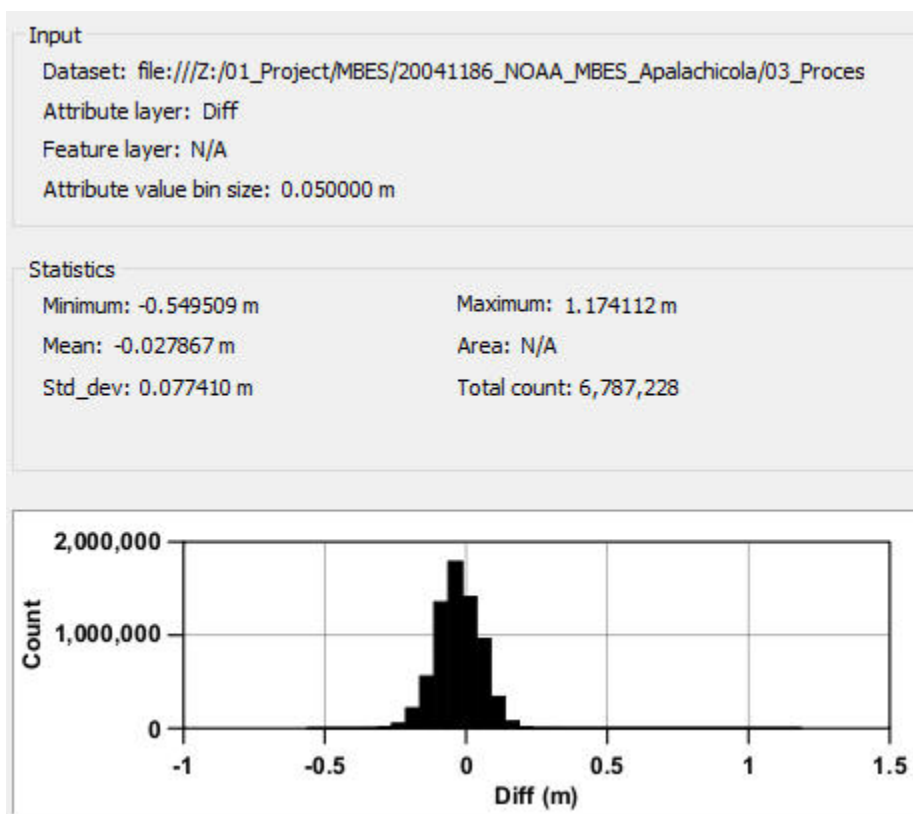 Input
Dataset: file:///Z:/01_Project/MBES/20041186_NOAA_MBES_Apalachicola/03_Proces
Attribute layer: Diff
Feature layer: N/A
Attribute value bin size: 0.050000 m
Statistics
Minimum: -0.549509 m Maximum: 1.174112 m
Mean: -0.027867 m Area: N/A
Std_dev: 0.077410 m Total count: 6,787,228
2,000,000
1,000,000
0
Count
-1 -0.5 0 0.5 1 1.5
Diff (m)